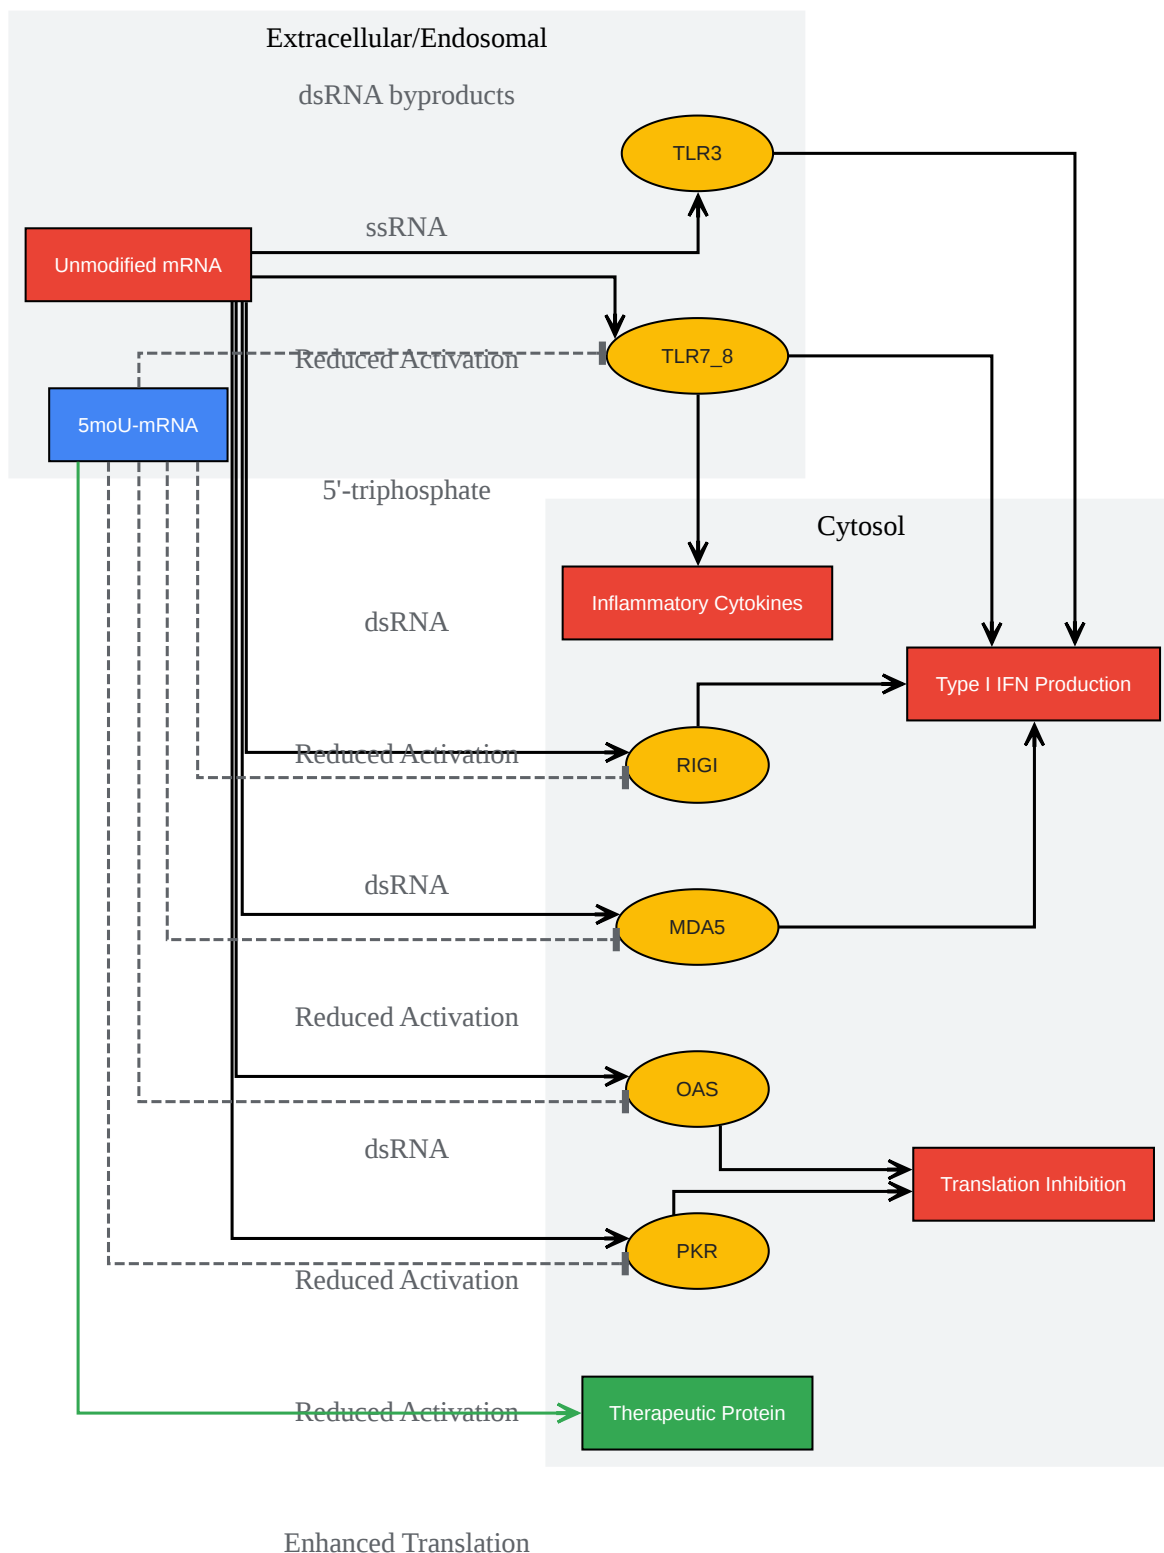 Extracellular/Endosomal
dsRNA byproducts
TLR3
ssRNA
Unmodified mRNA
Reduced Activation
TLR7_8
5moU-mRNA
5'-triphosphate
Cytosol
Inflammatory Cytokines
dsRNA
Type I IFN Production
Reduced Activation
RIGI
dsRNA
MDA5
Reduced Activation
OAS
dsRNA
Translation Inhibition
PKR
Reduced Activation
Reduced Activation
Therapeutic Protein
Enhanced Translation